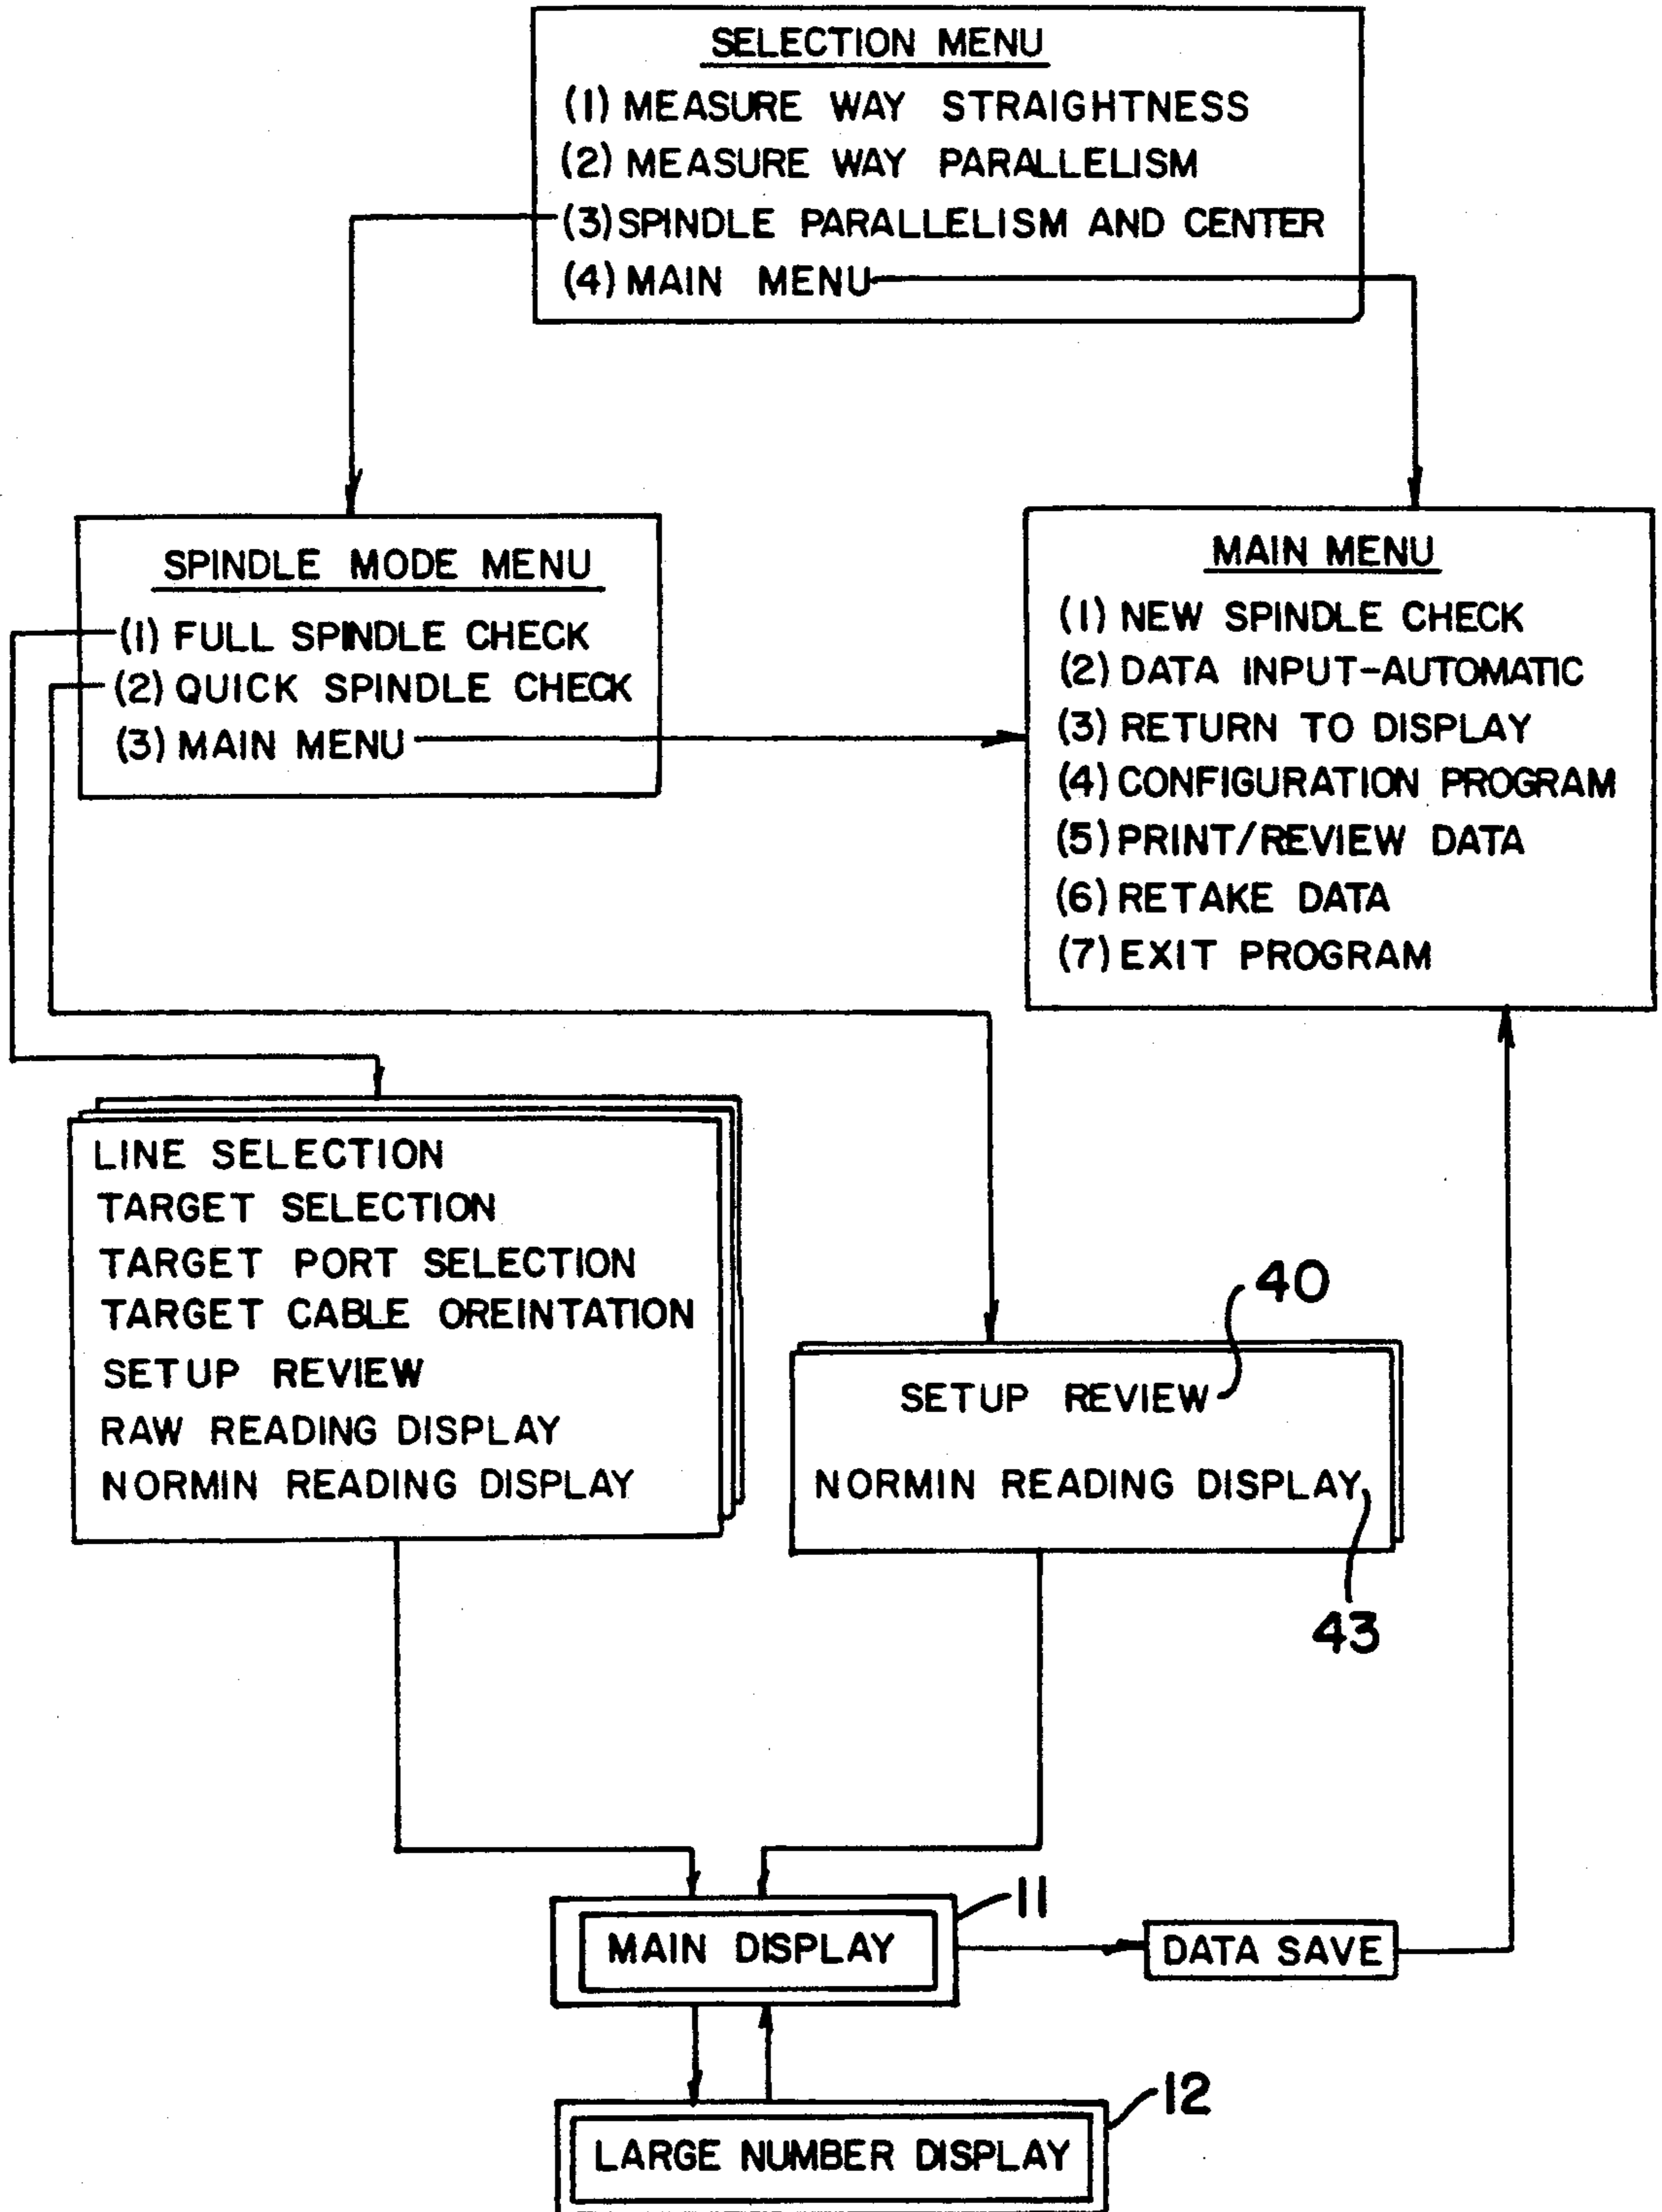 SELECTION MENU
(1) MEASURE WAY STRAIGHTNESS
(2) MEASURE WAY PARALLELISM
(3) SPINDLE PARALLELISM AND CENTER
(4) MAIN MENU
SPINDLE MODE MENU
(1) FULL SPINDLE CHECK
(2) QUICK SPINDLE CHECK
(3) MAIN MENU
MAIN MENU
(1) NEW SPINDLE CHECK
(2) DATA INPUT-AUTOMATIC
(3) RETURN TO DISPLAY
(4) CONFIGURATION PROGRAM
(5) PRINT/REVIEW DATA
(6) RETAKE DATA
(7) EXIT PROGRAM
LINE SELECTION
TARGET SELECTION
TARGET PORT SELECTION
TARGET CABLE OREINTATION
SETUP REVIEW
RAW READING DISPLAY
NORMIN READING DISPLAY
40
SETUP REVIEW
NORMIN READING DISPLAY
43
11
MAIN DISPLAY
DATA SAVE
12
LARGE NUMBER DISPLAY